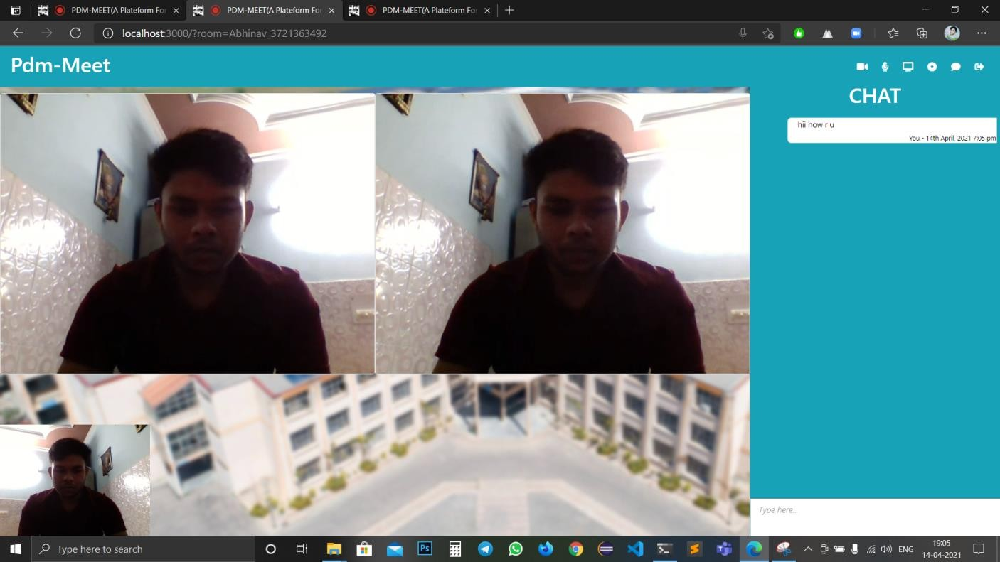 PDM-MEET(A Plateform For
PDM-MEET(A Plateform For
PDM-MEET(A Plateform For
localhost:3000/?room=Abhinav_3721363492
Pdm-Meet
CHAT
hii how r u
You - 14th April, 2021 7:05 pm
Type here...
Type here to search
Ps
ENG
19:05
14-04-2021